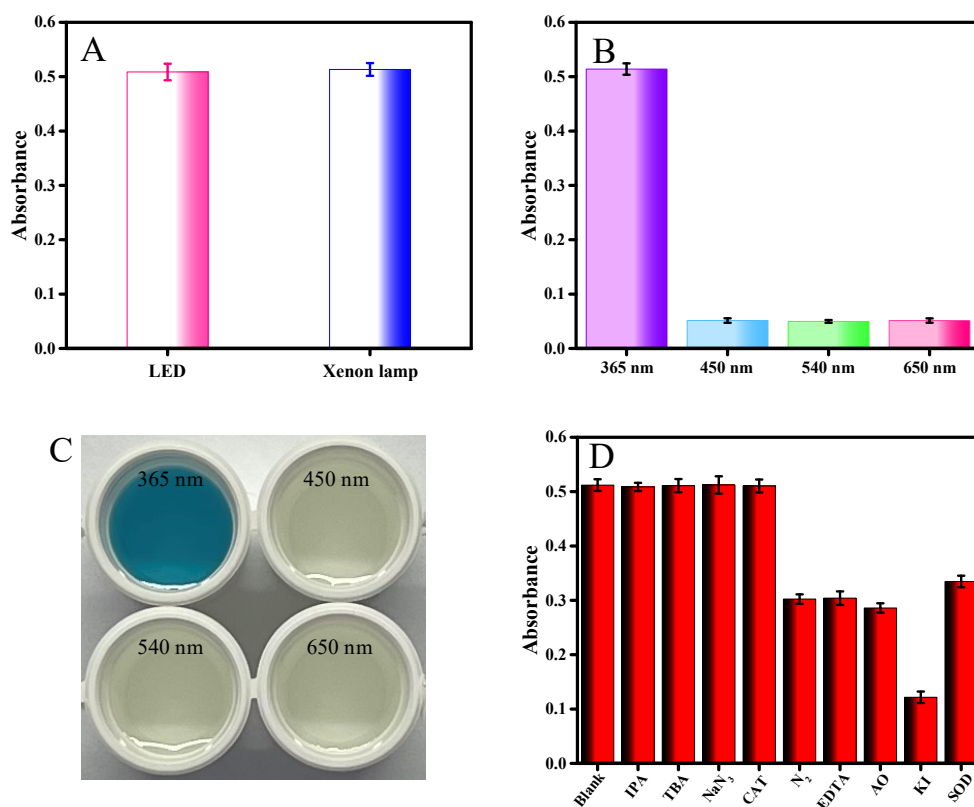 A
Absorbance
0.6
0.5
0.4
0.3
0.2
0.1
0.0
LED Xenon lamp
B
Absorbance
0.6
0.5
0.4
0.3
0.2
0.1
0.0
365 nm 450 nm 540 nm 650 nm
C
365 nm 450 nm
540 nm 650 nm
D
Absorbance
0.6
0.5
0.4
0.3
0.2
0.1
0.0
Blank IPA TBA NaN₃ CAT N₂ EDTA AO KI SOD